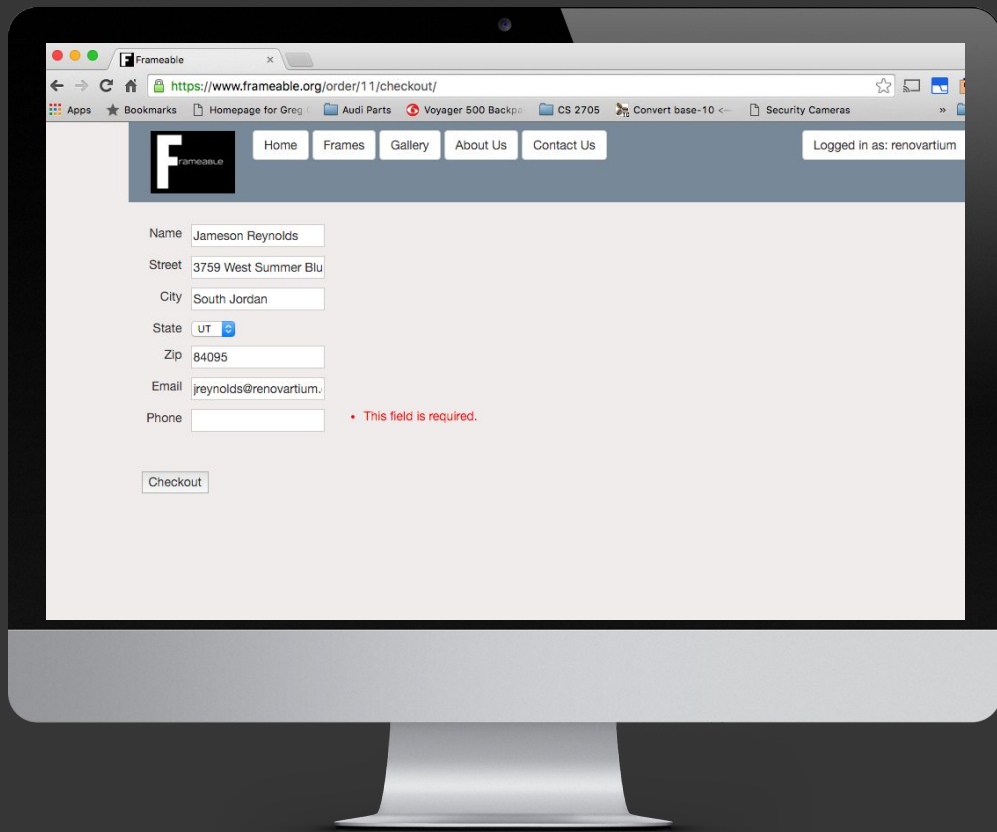 Frameable
https://www.frameable.org/order/11/checkout/
Apps Bookmarks Homepage for Greg Audi Parts Voyager 500 Backpa CS 2705 Convert base-10 <-- Security Cameras »
Frameable Home Frames Gallery About Us Contact Us Logged in as: renovartium
Name Jameson Reynolds
Street 3759 West Summer Blu
City South Jordan
State UT
Zip 84095
Email jreynolds@renovartium.
Phone • This field is required.
Checkout